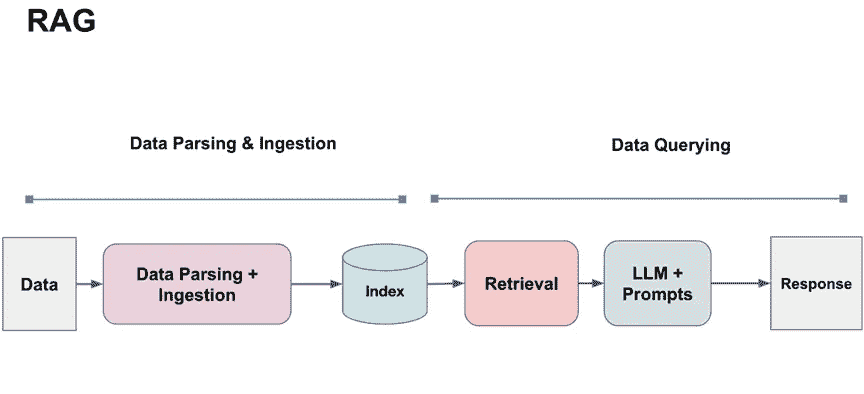 RAG
Data Parsing & Ingestion
Data Querying
Data
Data Parsing +
Ingestion
Index
Retrieval
LLM +
Prompts
Response